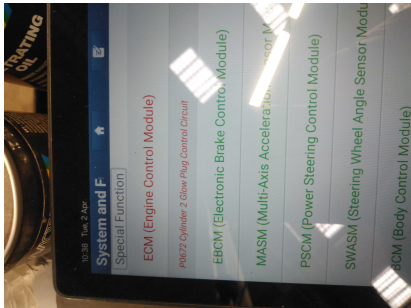 TRATING
OIL
10:38 Tue, 2 Apr
System and F
Special Function
ECM (Engine Control Module)
P0672 Cylinder 2 Glow Plug Control Circuit
EBCM (Electronic Brake Control Module)
MASM (Multi-Axis Acceleration Sensor M
PSCM (Power Steering Control Module)
SWASM (Steering Wheel Angle Sensor Modu
BCM (Body Control Module)